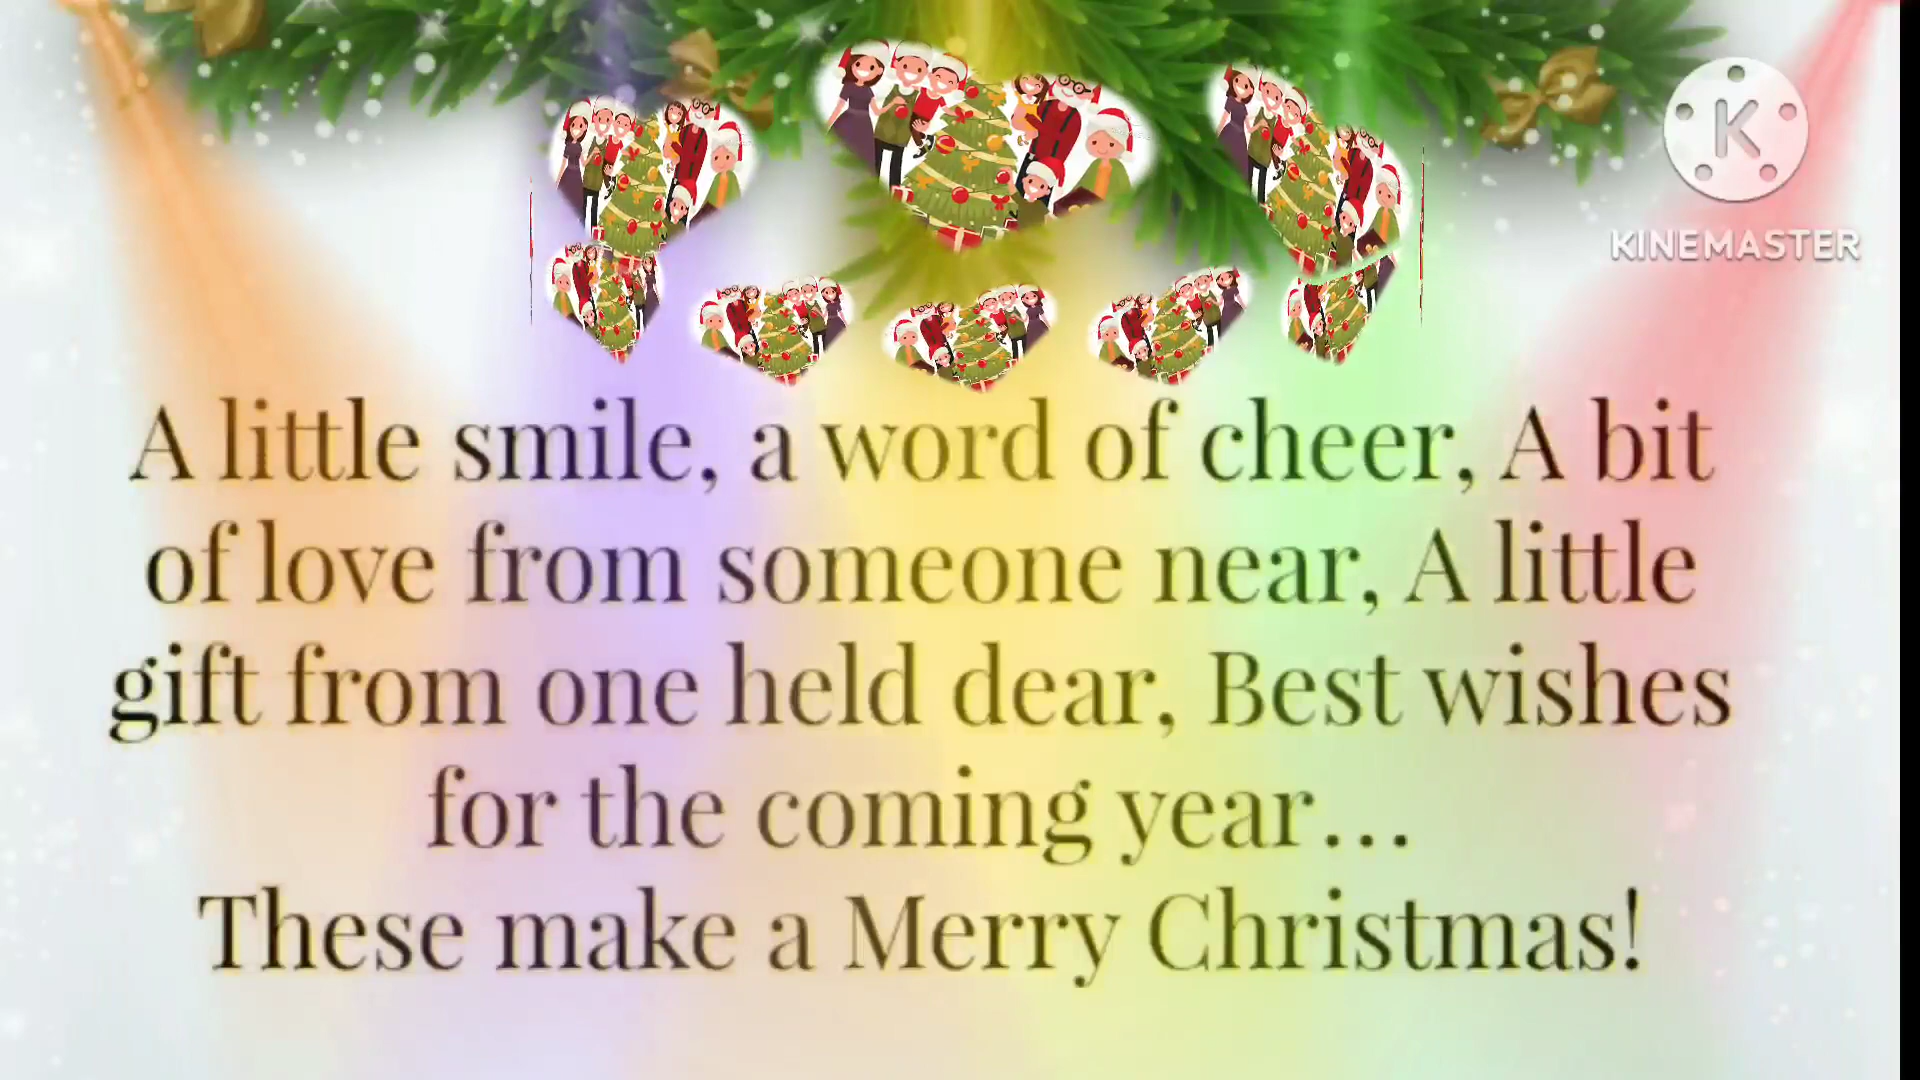 K
KINEMASTER
A little smile, a word of cheer, A bit
of love from someone near, A little
gift from one held dear, Best wishes
for the coming year...
These make a Merry Christmas!